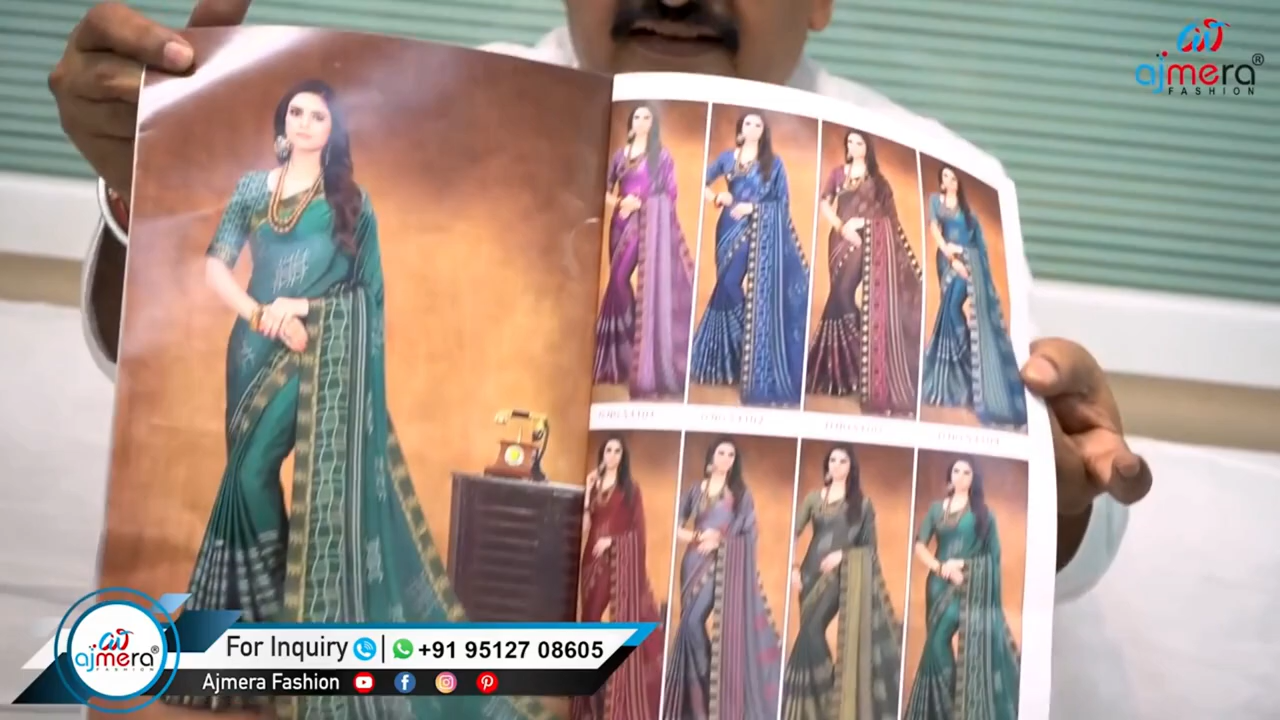 ajmera®
FASHION
For Inquiry | +91 95127 08605
Ajmera Fashion
ajmera®
FASHION